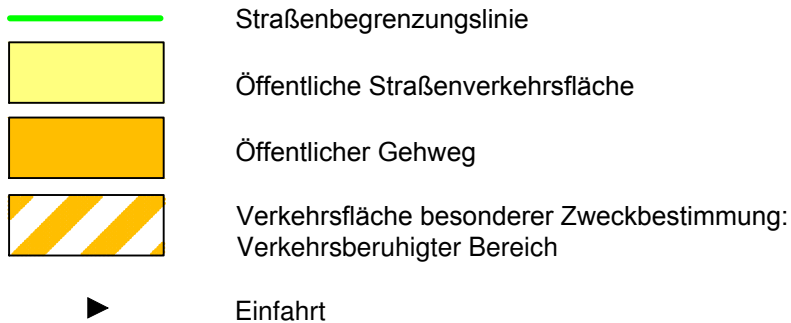 Straßenbegrenzungslinie
Öffentliche Straßenverkehrsfläche
Öffentlicher Gehweg
Verkehrsfläche besonderer Zweckbestimmung:
Verkehrsberuhigter Bereich
Einfahrt